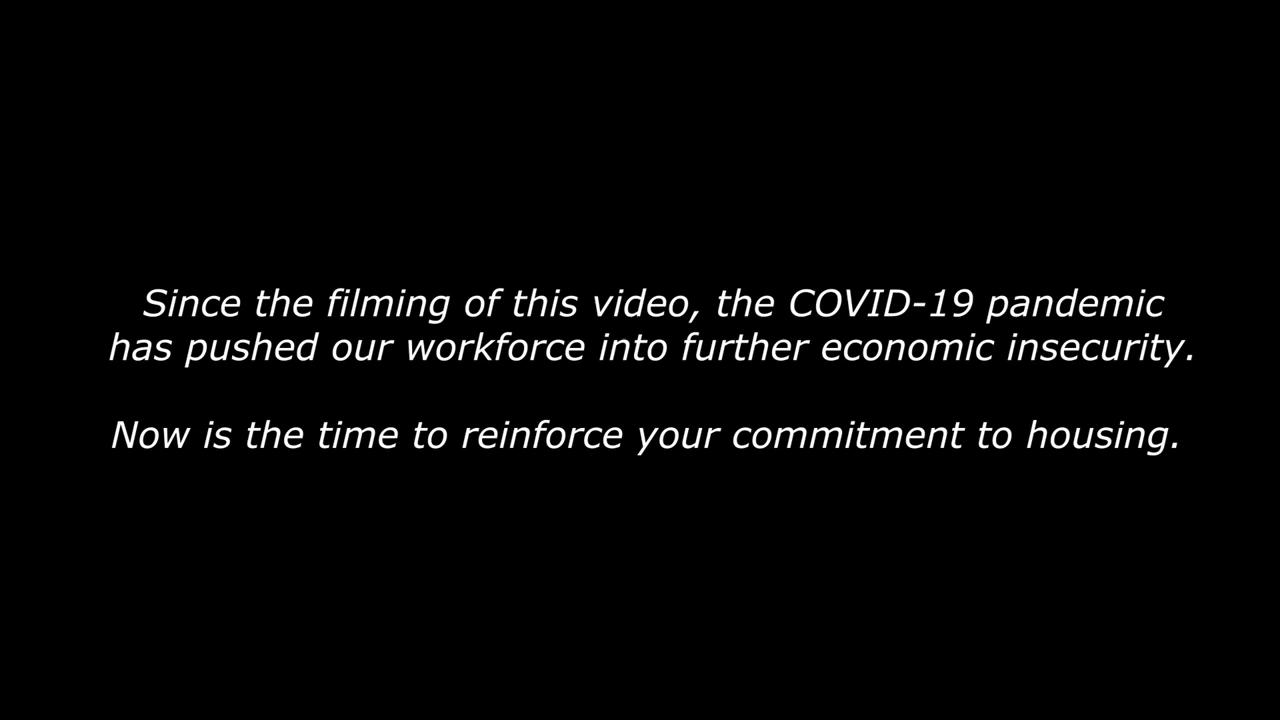 Since the filming of this video, the COVID-19 pandemic
has pushed our workforce into further economic insecurity.
Now is the time to reinforce your commitment to housing.